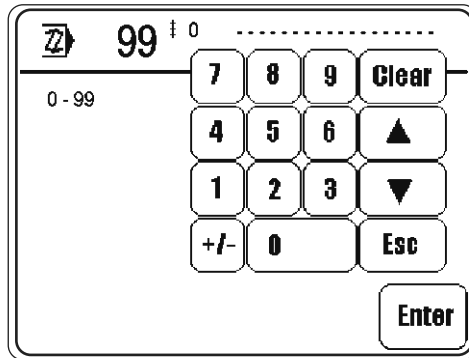 99 ‡ 0 ------------------
0 - 99
7 8 9 Clear
4 5 6 ▲
1 2 3 ▼
+/- 0 Esc
Enter